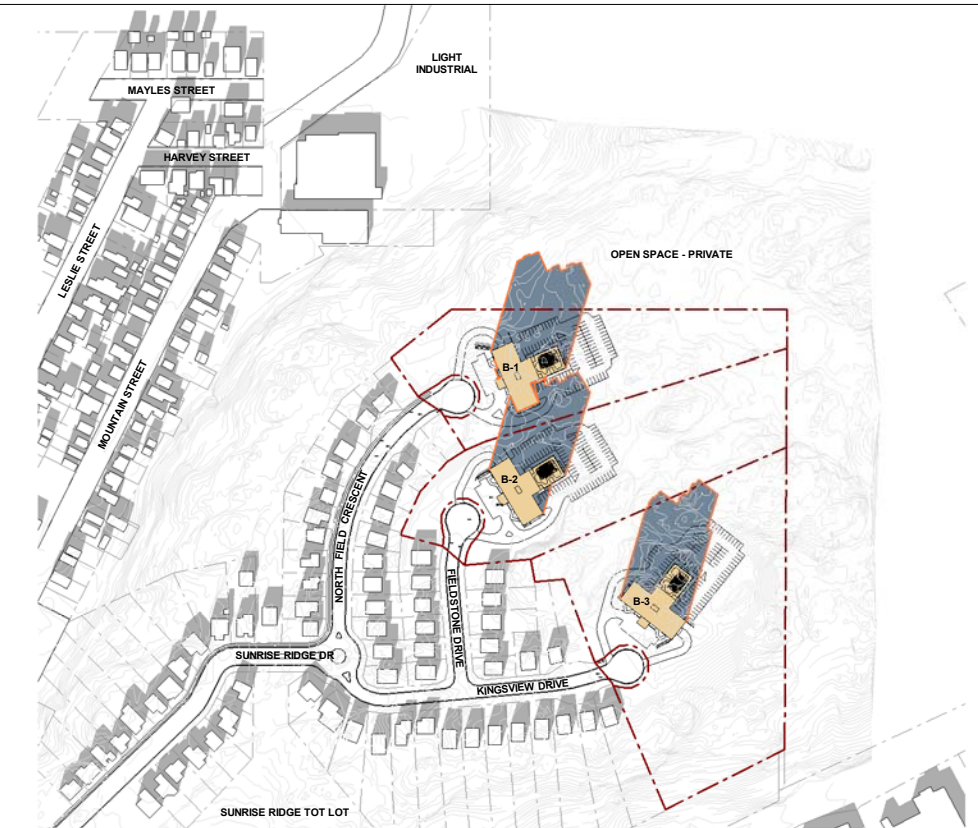 LIGHT
INDUSTRIAL
MAYLES STREET
HARVEY STREET
LESLIE STREET
OPEN SPACE - PRIVATE
MOUNTAIN STREET
B-1
B-2
NORTH FIELD CRESCENT
FIELDSTONE DRIVE
B-3
SUNRISE RIDGE DR
KINGSVIEW DRIVE
SUNRISE RIDGE TOT LOT